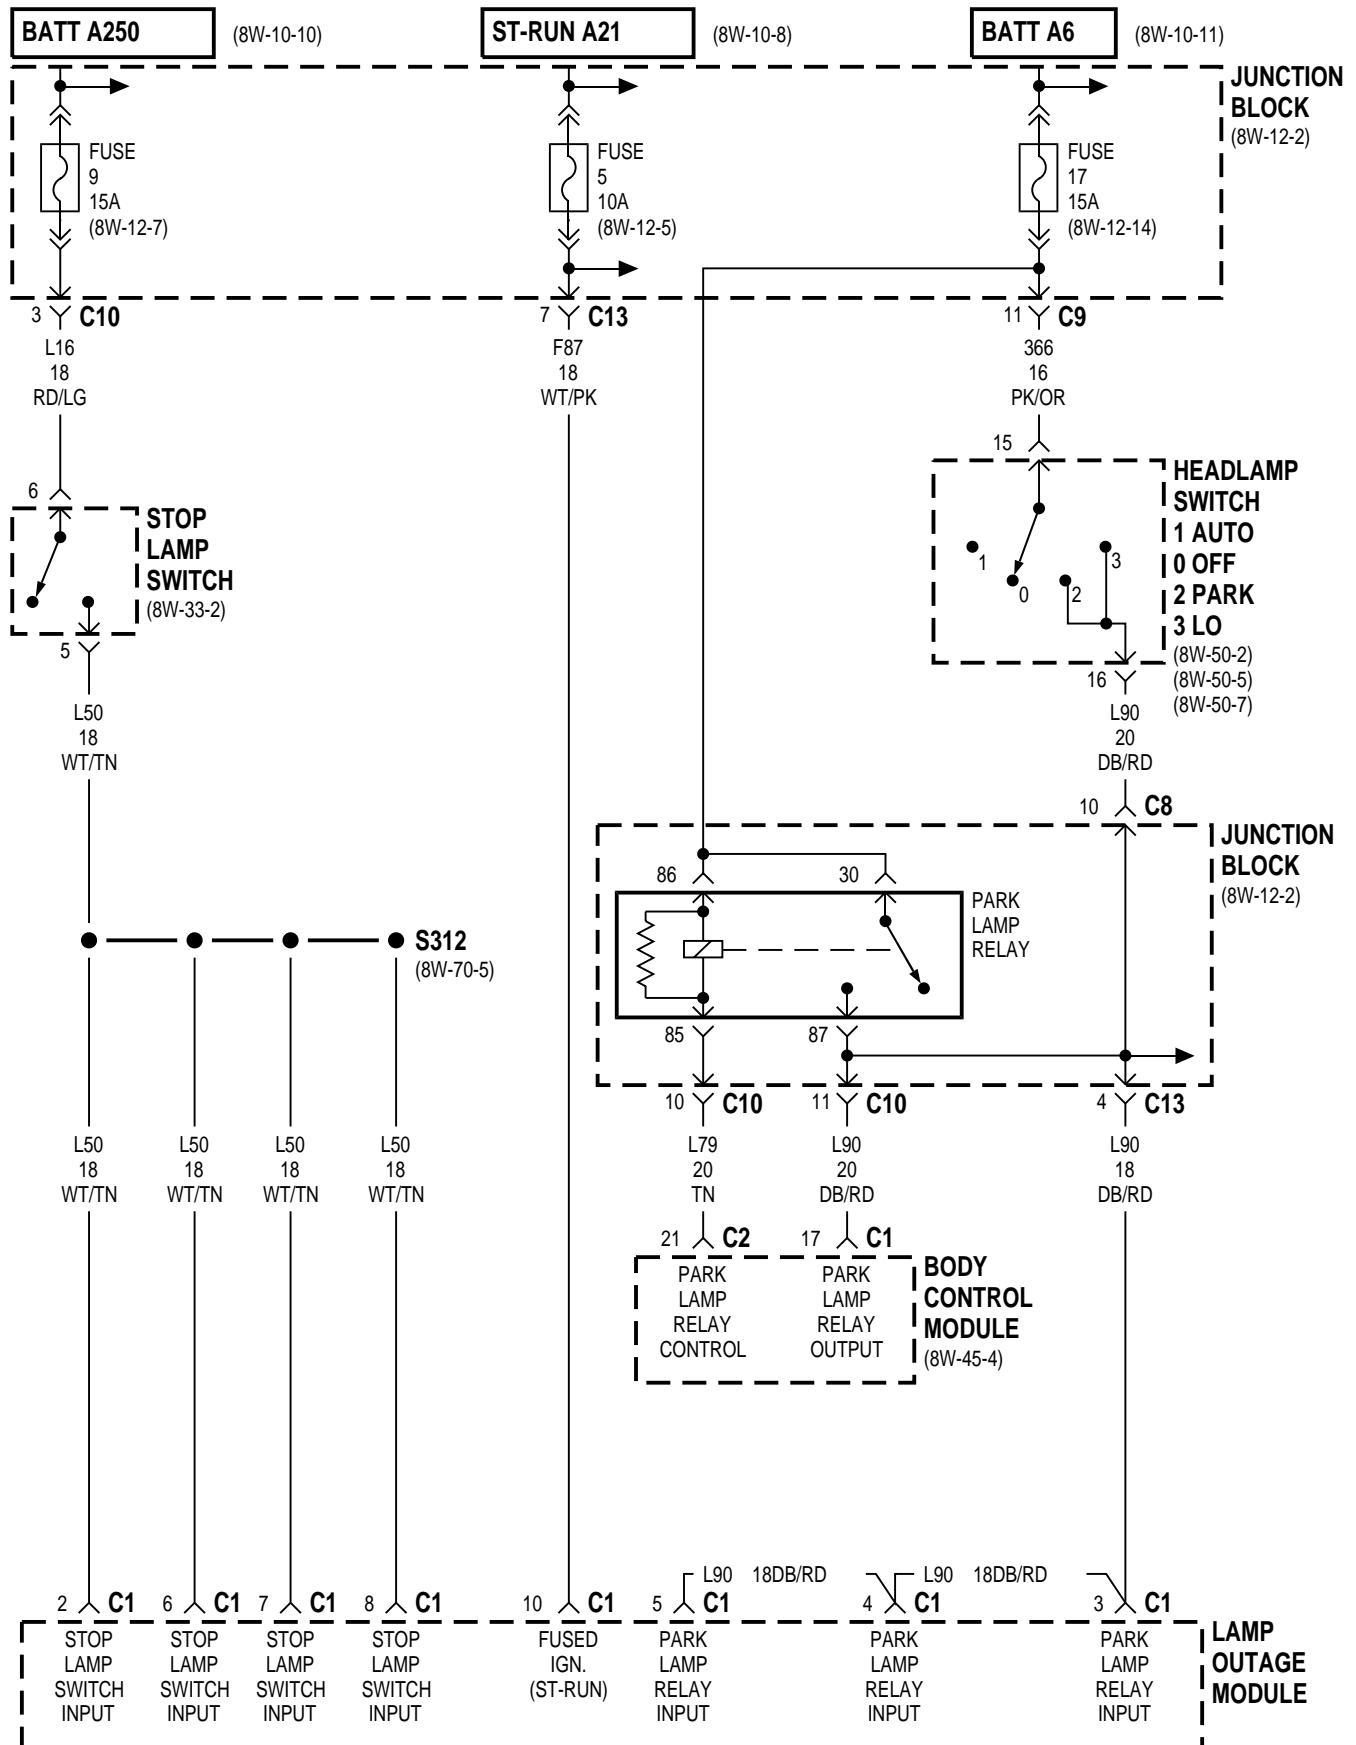 BATT A250
(8W-10-10)
ST-RUN A21
(8W-10-8)
BATT A6
(8W-10-11)
JUNCTION
BLOCK
(8W-12-2)
FUSE
9
15A
(8W-12-7)
FUSE
5
10A
(8W-12-5)
FUSE
17
15A
(8W-12-14)
3 C10
7 C13
11 C9
L16
18
RD/LG
F87
18
WT/PK
366
16
PK/OR
15
HEADLAMP
SWITCH
1 AUTO
0 OFF
2 PARK
3 LO
(8W-50-2)
(8W-50-5)
(8W-50-7)
1
0
2
3
6
STOP
LAMP
SWITCH
(8W-33-2)
5
16
L50
18
WT/TN
L90
20
DB/RD
10 C8
JUNCTION
BLOCK
(8W-12-2)
86
30
PARK
LAMP
RELAY
S312
(8W-70-5)
85
87
10 C10
11 C10
4 C13
L50
18
WT/TN
L50
18
WT/TN
L50
18
WT/TN
L50
18
WT/TN
L79
20
TN
L90
20
DB/RD
L90
18
DB/RD
21 C2
17 C1
PARK
LAMP
RELAY
CONTROL
PARK
LAMP
RELAY
OUTPUT
BODY
CONTROL
MODULE
(8W-45-4)
L90 18DB/RD
L90 18DB/RD
2 C1
6 C1
7 C1
8 C1
10 C1
5 C1
4 C1
3 C1
STOP
LAMP
SWITCH
INPUT
STOP
LAMP
SWITCH
INPUT
STOP
LAMP
SWITCH
INPUT
STOP
LAMP
SWITCH
INPUT
FUSED
IGN.
(ST-RUN)
PARK
LAMP
RELAY
INPUT
PARK
LAMP
RELAY
INPUT
PARK
LAMP
RELAY
INPUT
LAMP
OUTAGE
MODULE